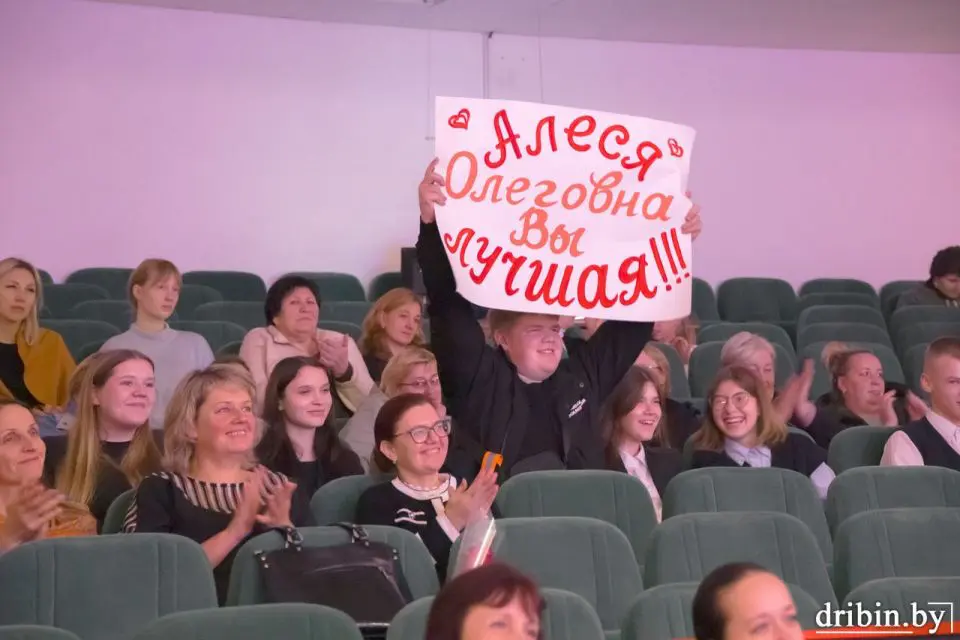 Алеся
Олеговна
Вы
лучшая!!!
dribin.by